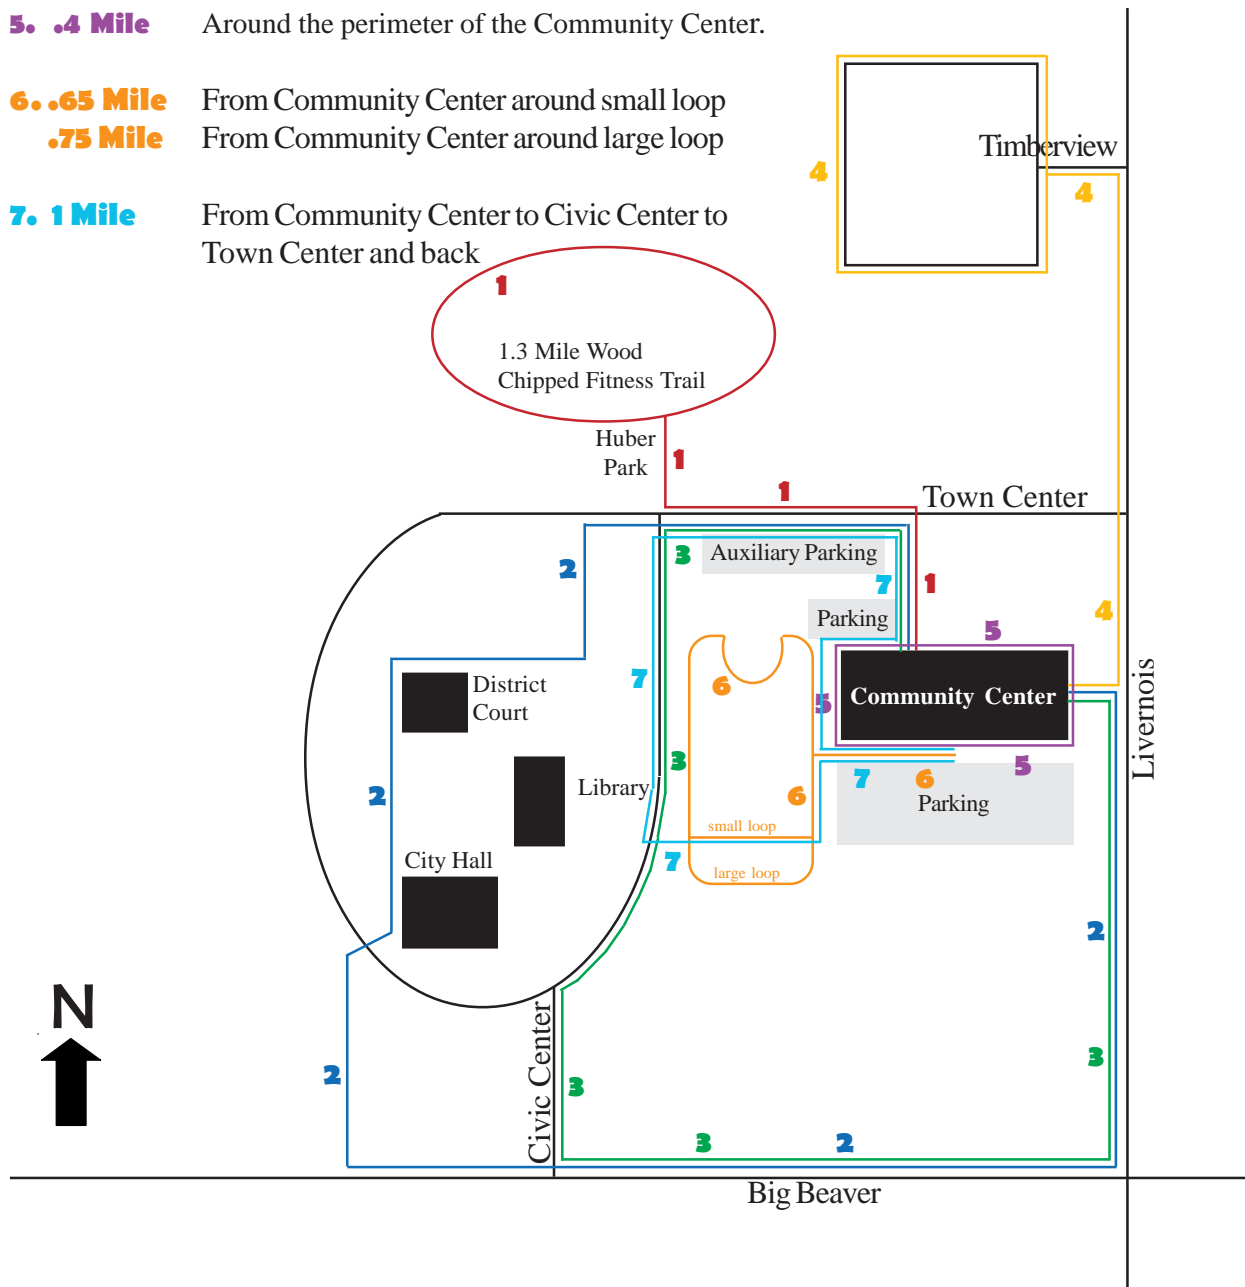 5. .4 Mile Around the perimeter of the Community Center.
6. .65 Mile From Community Center around small loop
.75 Mile From Community Center around large loop
7. 1 Mile From Community Center to Civic Center to
Town Center and back
Timberview
4
4
1
1.3 Mile Wood
Chipped Fitness Trail
Huber
Park
1
1
Town Center
2
3
Auxiliary Parking
7
1
4
Parking
5
7
6
District
Court
5
Community Center
Livernois
3
7
6
5
2
Library
6
Parking
small loop
City Hall
7
large loop
2
N
Civic Center
2
3
3
3
2
Big Beaver